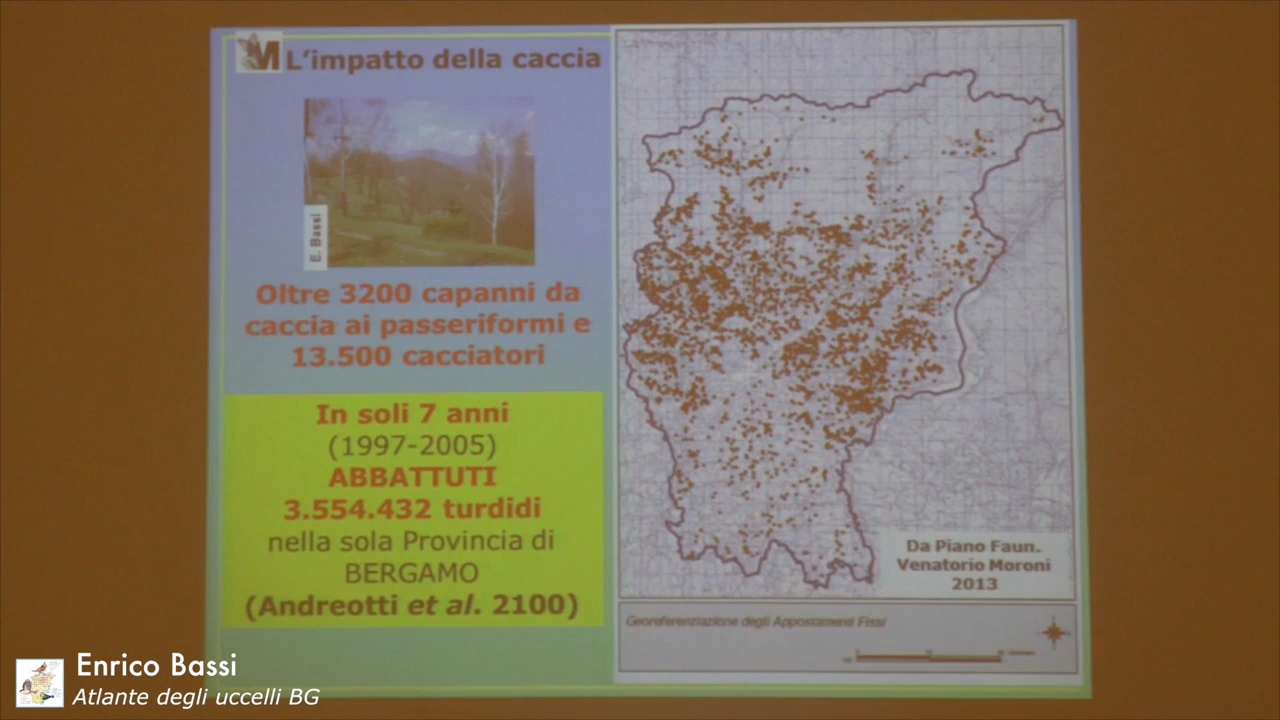 M L'impatto della caccia
E. Bassi
Oltre 3200 capanni da
caccia ai passeriformi e
13.500 cacciatori
In soli 7 anni
(1997-2005)
ABBATTUTI
3.554.432 turdidi
nella sola Provincia di
BERGAMO
(Andreotti et al. 2100)
Da Piano Faun.
Venatorio Moroni
2013
Georeferenziazione degli Appostamenti Fissi
Enrico Bassi
Atlante degli uccelli BG